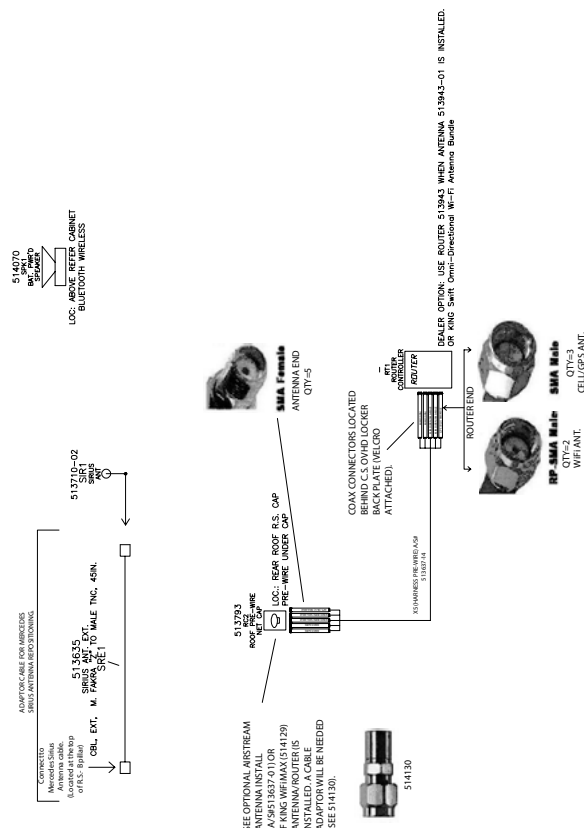 514070
SPK1
BAT. PWR'D
SPEAKER
LOC: ABOVE REFER CABINET
BLUETOOTH WIRELESS
ADAPTOR CABLE FOR MERCEDES
SIRIUS ANTENNA REPOSITIONING.
Connect to
Mercedes Sirius
Antenna cable.
(Located at the top
of R.S.: Bpillar)
513635
SIRIUS ANT. EXT.
CBL, EXT, M. FAKRA "Z" TO MALE TNC, 45IN.
SRE1
513710-02
SIR1
SIRIUS
ANT
SMA Female
ANTENNA END
QTY=5
513793
RC2
ROOF PRE-WIRE
NET CAP
LOC.: REAR ROOF R.S. CAP
PRE-WIRE UNDER CAP
SEE OPTIONAL AIRSTREAM
ANTENNA INSTALL
A/S#513637-01) OR
F KING WIFIMAX (514129)
ANTENNA/ROUTER (IS
NSTALLED. A CABLE
ADAPTOR WILL BE NEEDED
SEE 514130).
514130
X5 (HARNESS PRE-WIRE) A/S#
513637-14
COAX CONNECTORS LOCATED
BEHIND C.S. OVHD LOCKER
BACK PLATE (VELCRO
ATTACHED).
RT1
ROUTER
CONTROLLER
ROUTER
DEALER OPTION: USE ROUTER 513943 WHEN ANTENNA 513943-01 IS INSTALLED.
OR KING Swift Omni-Directional Wi-Fi Antenna Bundle
ROUTER END
RP-SMA Male
QTY=2
WIFI ANT.
SMA Male
QTY=3
CELL/GPS ANT.